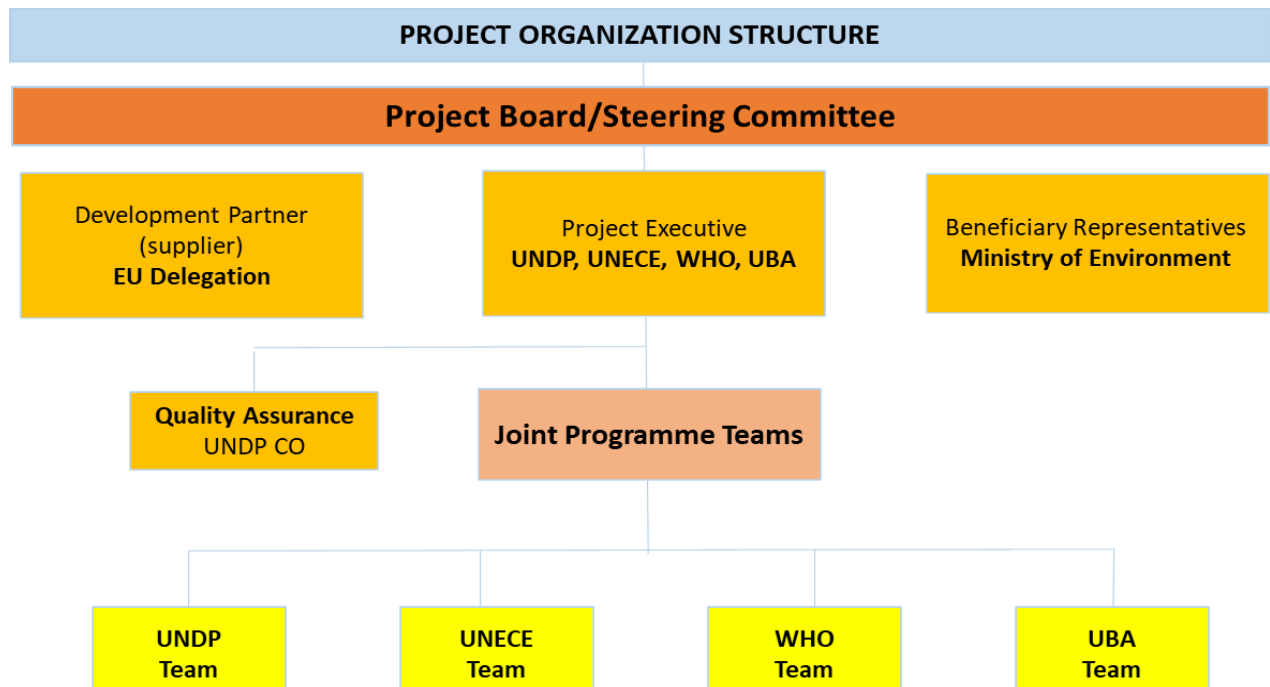 PROJECT ORGANIZATION STRUCTURE
Project Board/Steering Committee
Development Partner
(supplier)
EU Delegation
Project Executive
UNDP, UNECE, WHO, UBA
Beneficiary Representatives
Ministry of Environment
Quality Assurance
UNDP CO
Joint Programme Teams
UNDP
Team
UNECE
Team
WHO
Team
UBA
Team